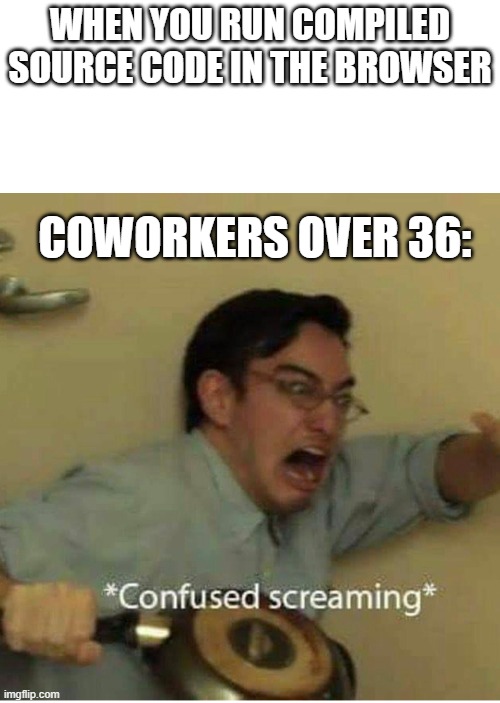 WHEN YOU RUN COMPILED
SOURCE CODE IN THE BROWSER
COWORKERS OVER 36:
*Confused screaming*
imgflip.com